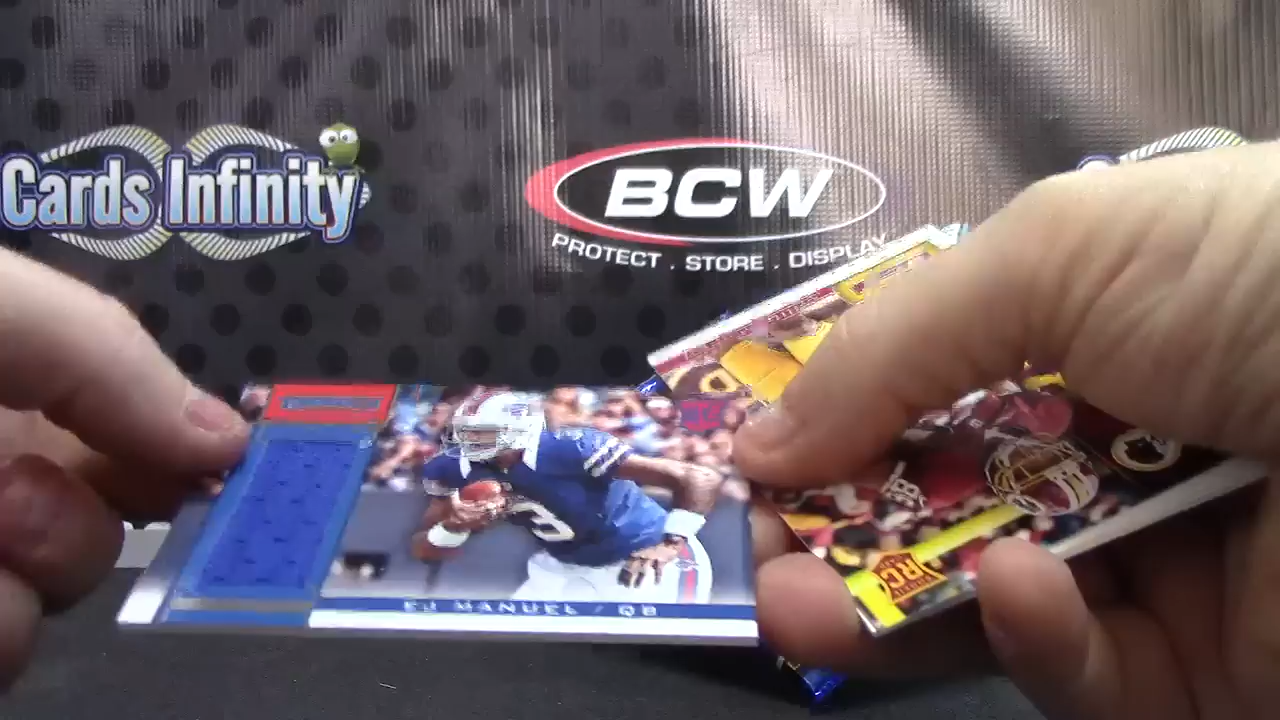 Cards Infinity
BCW
PROTECT . STORE . DISPLAY
3
EJ MANUEL / QB
RC